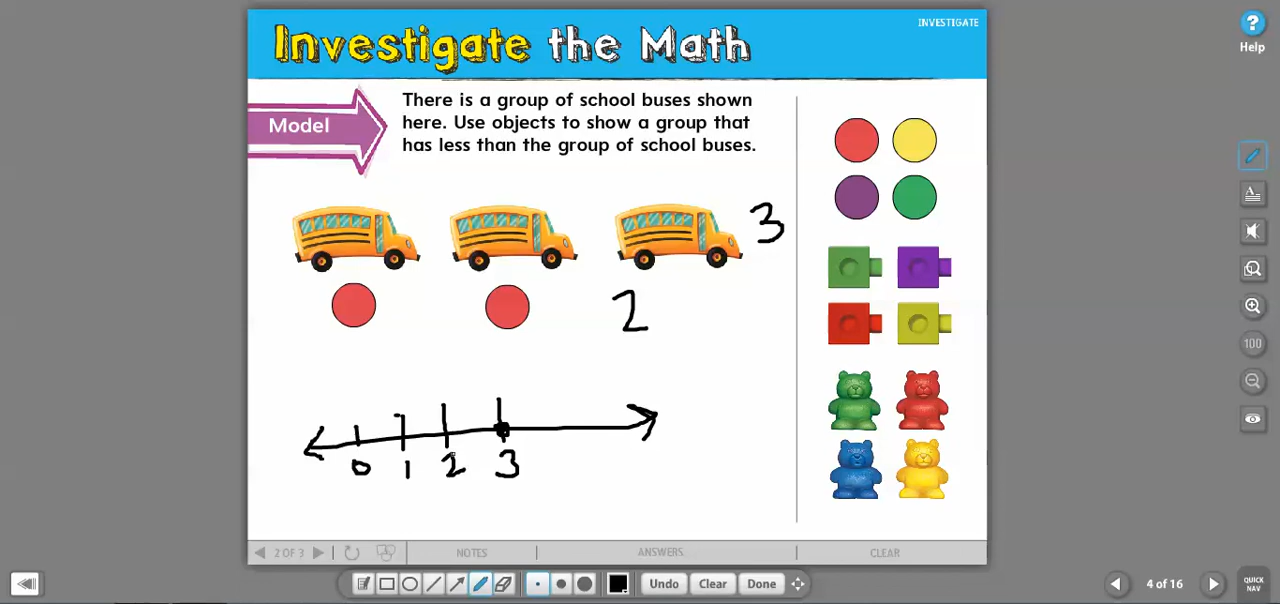 Investigate the Math
INVESTIGATE
Help
Model
There is a group of school buses shown
here. Use objects to show a group that
has less than the group of school buses.
3
2
0 1 2 3
100
2 OF 3
NOTES
ANSWERS
CLEAR
Undo
Clear
Done
4 of 16
QUICK
NAV